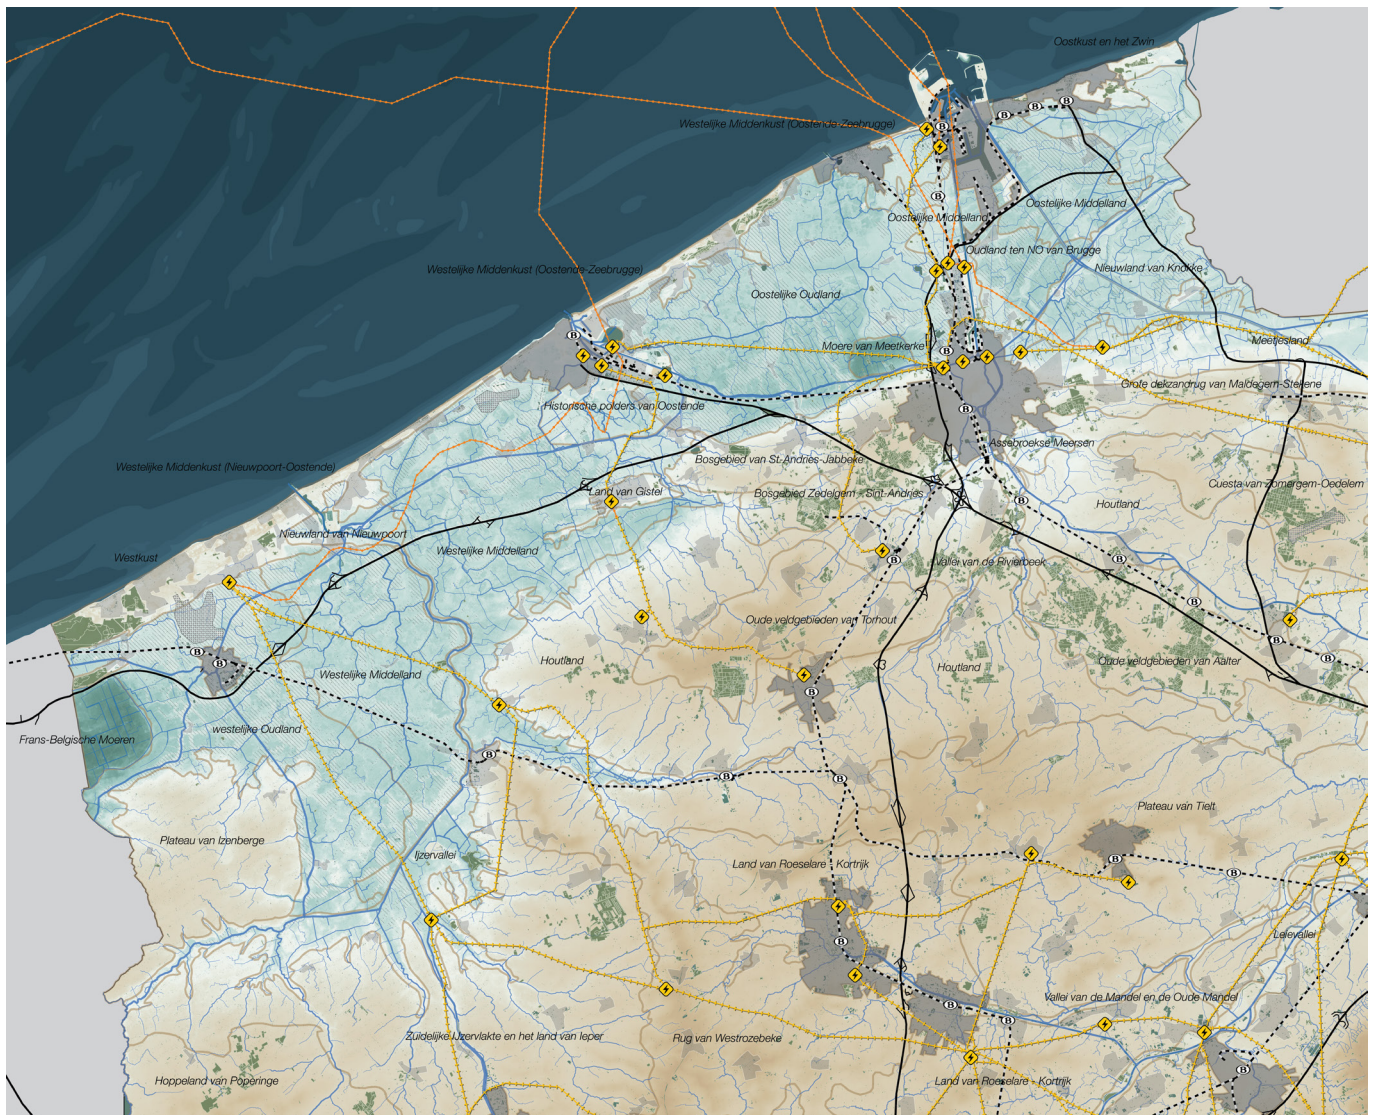 Oostkust en het Zwin
Westelijke Middenkust (Oostende-Zeebrugge)
B
B
B
B
B
Oostelijke Middelland
Oostelijke Middelland
Oudland ten NO van Brugge
Nieuwland van Knokke
Westelijke Middenkust (Oostende-Zeebrugge)
Oostelijke Oudland
B
Moere van Meetkerke
B
Meetjesland
Grote dekzandrug van Maldegem-Stekene
Historische polders van Oostende
B
Assebroekse Meersen
Westelijke Middenkust (Nieuwpoort-Oostende)
Bosgebied van St-Andries-Jabbeke
Land van Gistel
Bosgebied Zedelgem - Sint-Andries
Cuesta van Zomergem-Oedelem
B
Houtland
Nieuwland van Nieuwpoort
Westelijke Middelland
Westkust
B
Vallei van de Rivierbeek
B
B
Oude veldgebieden van Torhout
B
B
B
Houtland
Houtland
Oude veldgebieden van Aalter
B
Westelijke Middelland
B
westelijke Oudland
Frans-Belgische Moeren
B
B
B
Plateau van Tielt
Plateau van Izenberge
Ijzervallei
Land van Roeselare - Kortrijk
B
B
B
Leievallei
Vallei van de Mandel en de Oude Mandel
B
B
Zuidelijke IJzervlakte en het land van Ieper
Rug van Westrozebeke
B
Hoppeland van Poperinge
Land van Roeselare - Kortrijk